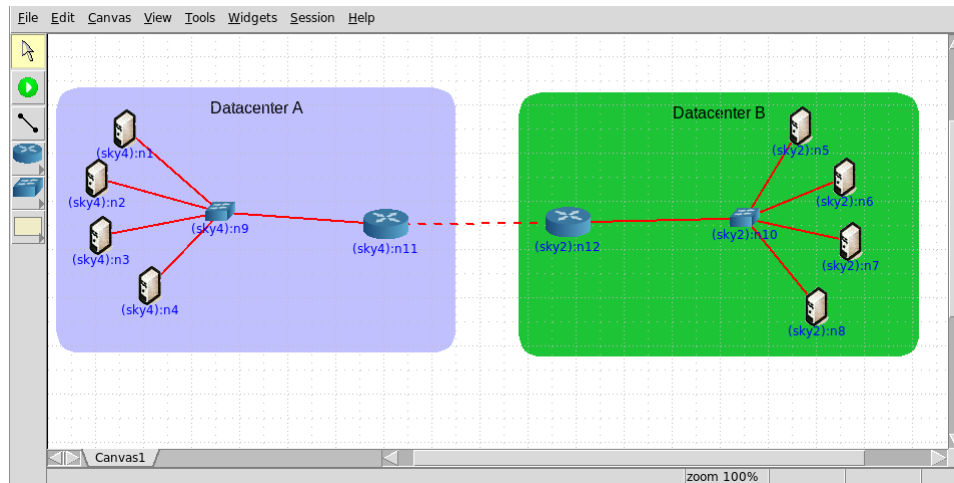 File Edit Canvas View Tools Widgets Session Help
Datacenter A
(sky4):n1
(sky4):n2
(sky4):n9
(sky4):n3
(sky4):n4
(sky4):n11
Datacenter B
(sky2):n5
(sky2):n6
(sky2):n12
(sky2):n10
(sky2):n7
(sky2):n8
Canvas1
zoom 100%